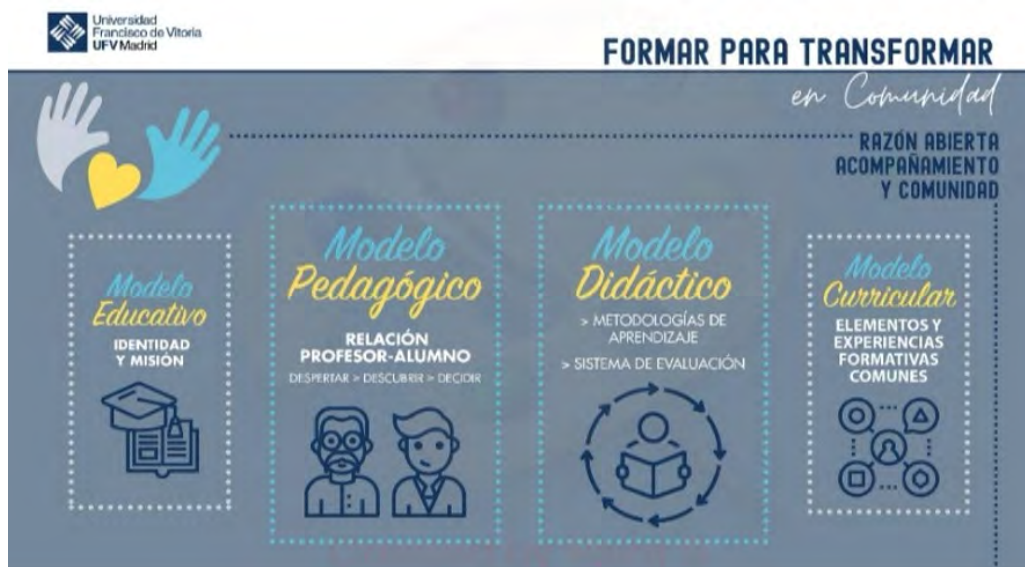 Universidad
Francisco de Vitoria
UFV Madrid
FORMAR PARA TRANSFORMAR
en Comunidad
RAZÓN ABIERTA
ACOMPAÑAMIENTO
Y COMUNIDAD
Modelo
Educativo
IDENTIDAD
Y MISIÓN
Modelo
Pedagógico
RELACIÓN
PROFESOR-ALUMNO
DESPERTAR > DESCUBRIR > DECIDIR
Modelo
Didáctico
> METODOLOGÍAS DE
APRENDIZAJE
> SISTEMA DE EVALUACIÓN
Modelo
Curricular
ELEMENTOS Y
EXPERIENCIAS
FORMATIVAS
COMUNES